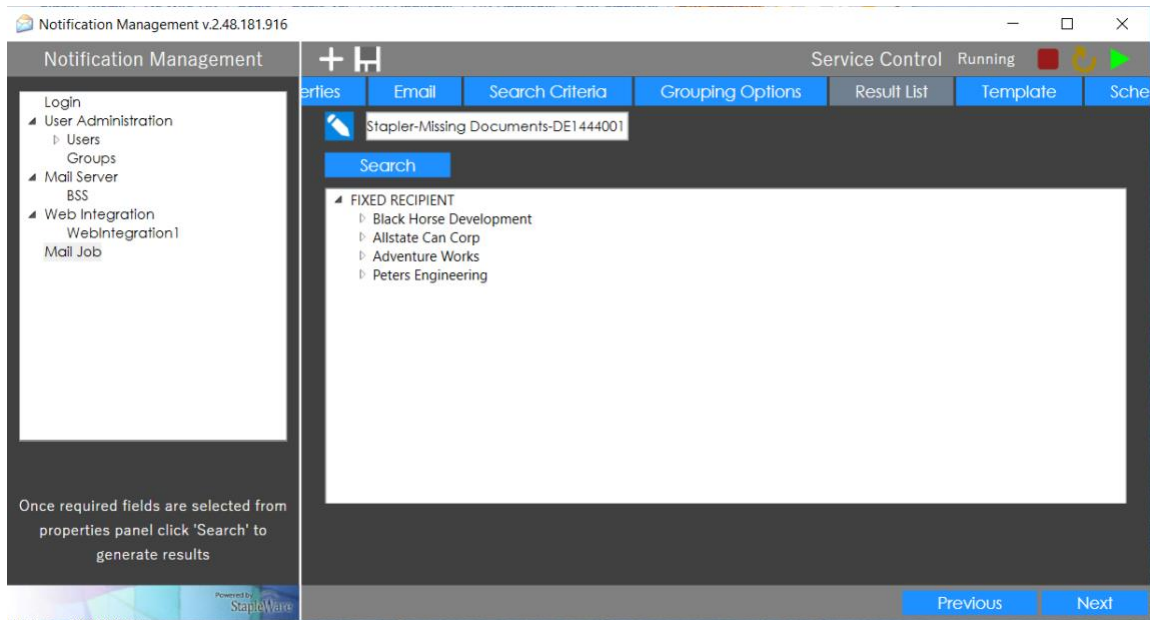 Notification Management v.2.48.181.916
Notification Management
Service Control Running
Login
User Administration
Users
Groups
Mail Server
BSS
Web Integration
WebIntegration1
Mail Job
erties
Email
Search Criteria
Grouping Options
Result List
Template
Sche
Stapler-Missing Documents-DE1444001
Search
FIXED RECIPIENT
Black Horse Development
Allstate Can Corp
Adventure Works
Peters Engineering
Once required fields are selected from
properties panel click 'Search' to
generate results
Powered by
StapleWare
Previous
Next